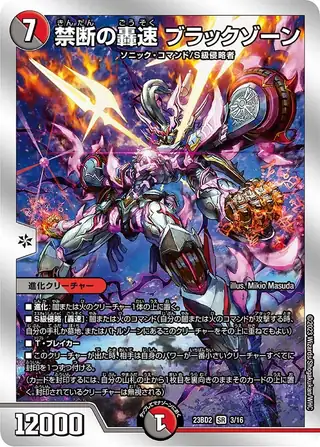 7
きんだん ごうそく
禁断の轟速 ブラックゾーン
ソニック・コマンド/S級侵略者
illus. Mikio Masuda
進化クリーチャー
■進化:闇または火のクリーチャー1体の上に置く。
■S級侵略[轟速]:闇または火のコマンド(自分の闇または火のコマンドが攻撃する時、
自分の手札か墓地、またはバトルゾーンにあるこのクリーチャーをその上に重ねてもよい)
■T・ブレイカー
■このクリーチャーが出た時、相手は自身のパワーが一番小さいクリーチャーすべて
に封印を1つずつ付ける。
(カードを封印するには、自分の山札の上から1枚目を裏向きのままそのカードの上に置
く。封印されているクリーチャーは無視される)
12000
23BD2 SR 3/16
©2023 Wizards/Shogakukan/WHC